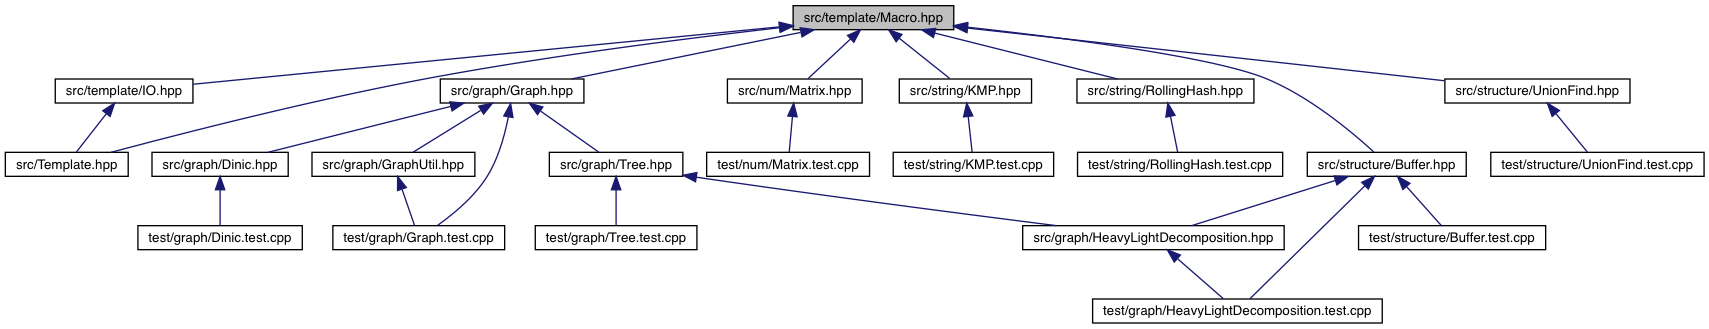 src/template/Macro.hpp
src/template/IO.hpp
src/graph/Graph.hpp
src/num/Matrix.hpp
src/string/KMP.hpp
src/string/RollingHash.hpp
src/structure/UnionFind.hpp
src/Template.hpp
src/graph/Dinic.hpp
src/graph/GraphUtil.hpp
src/graph/Tree.hpp
test/num/Matrix.test.cpp
test/string/KMP.test.cpp
test/string/RollingHash.test.cpp
src/structure/Buffer.hpp
test/structure/UnionFind.test.cpp
test/graph/Dinic.test.cpp
test/graph/Graph.test.cpp
test/graph/Tree.test.cpp
src/graph/HeavyLightDecomposition.hpp
test/structure/Buffer.test.cpp
test/graph/HeavyLightDecomposition.test.cpp